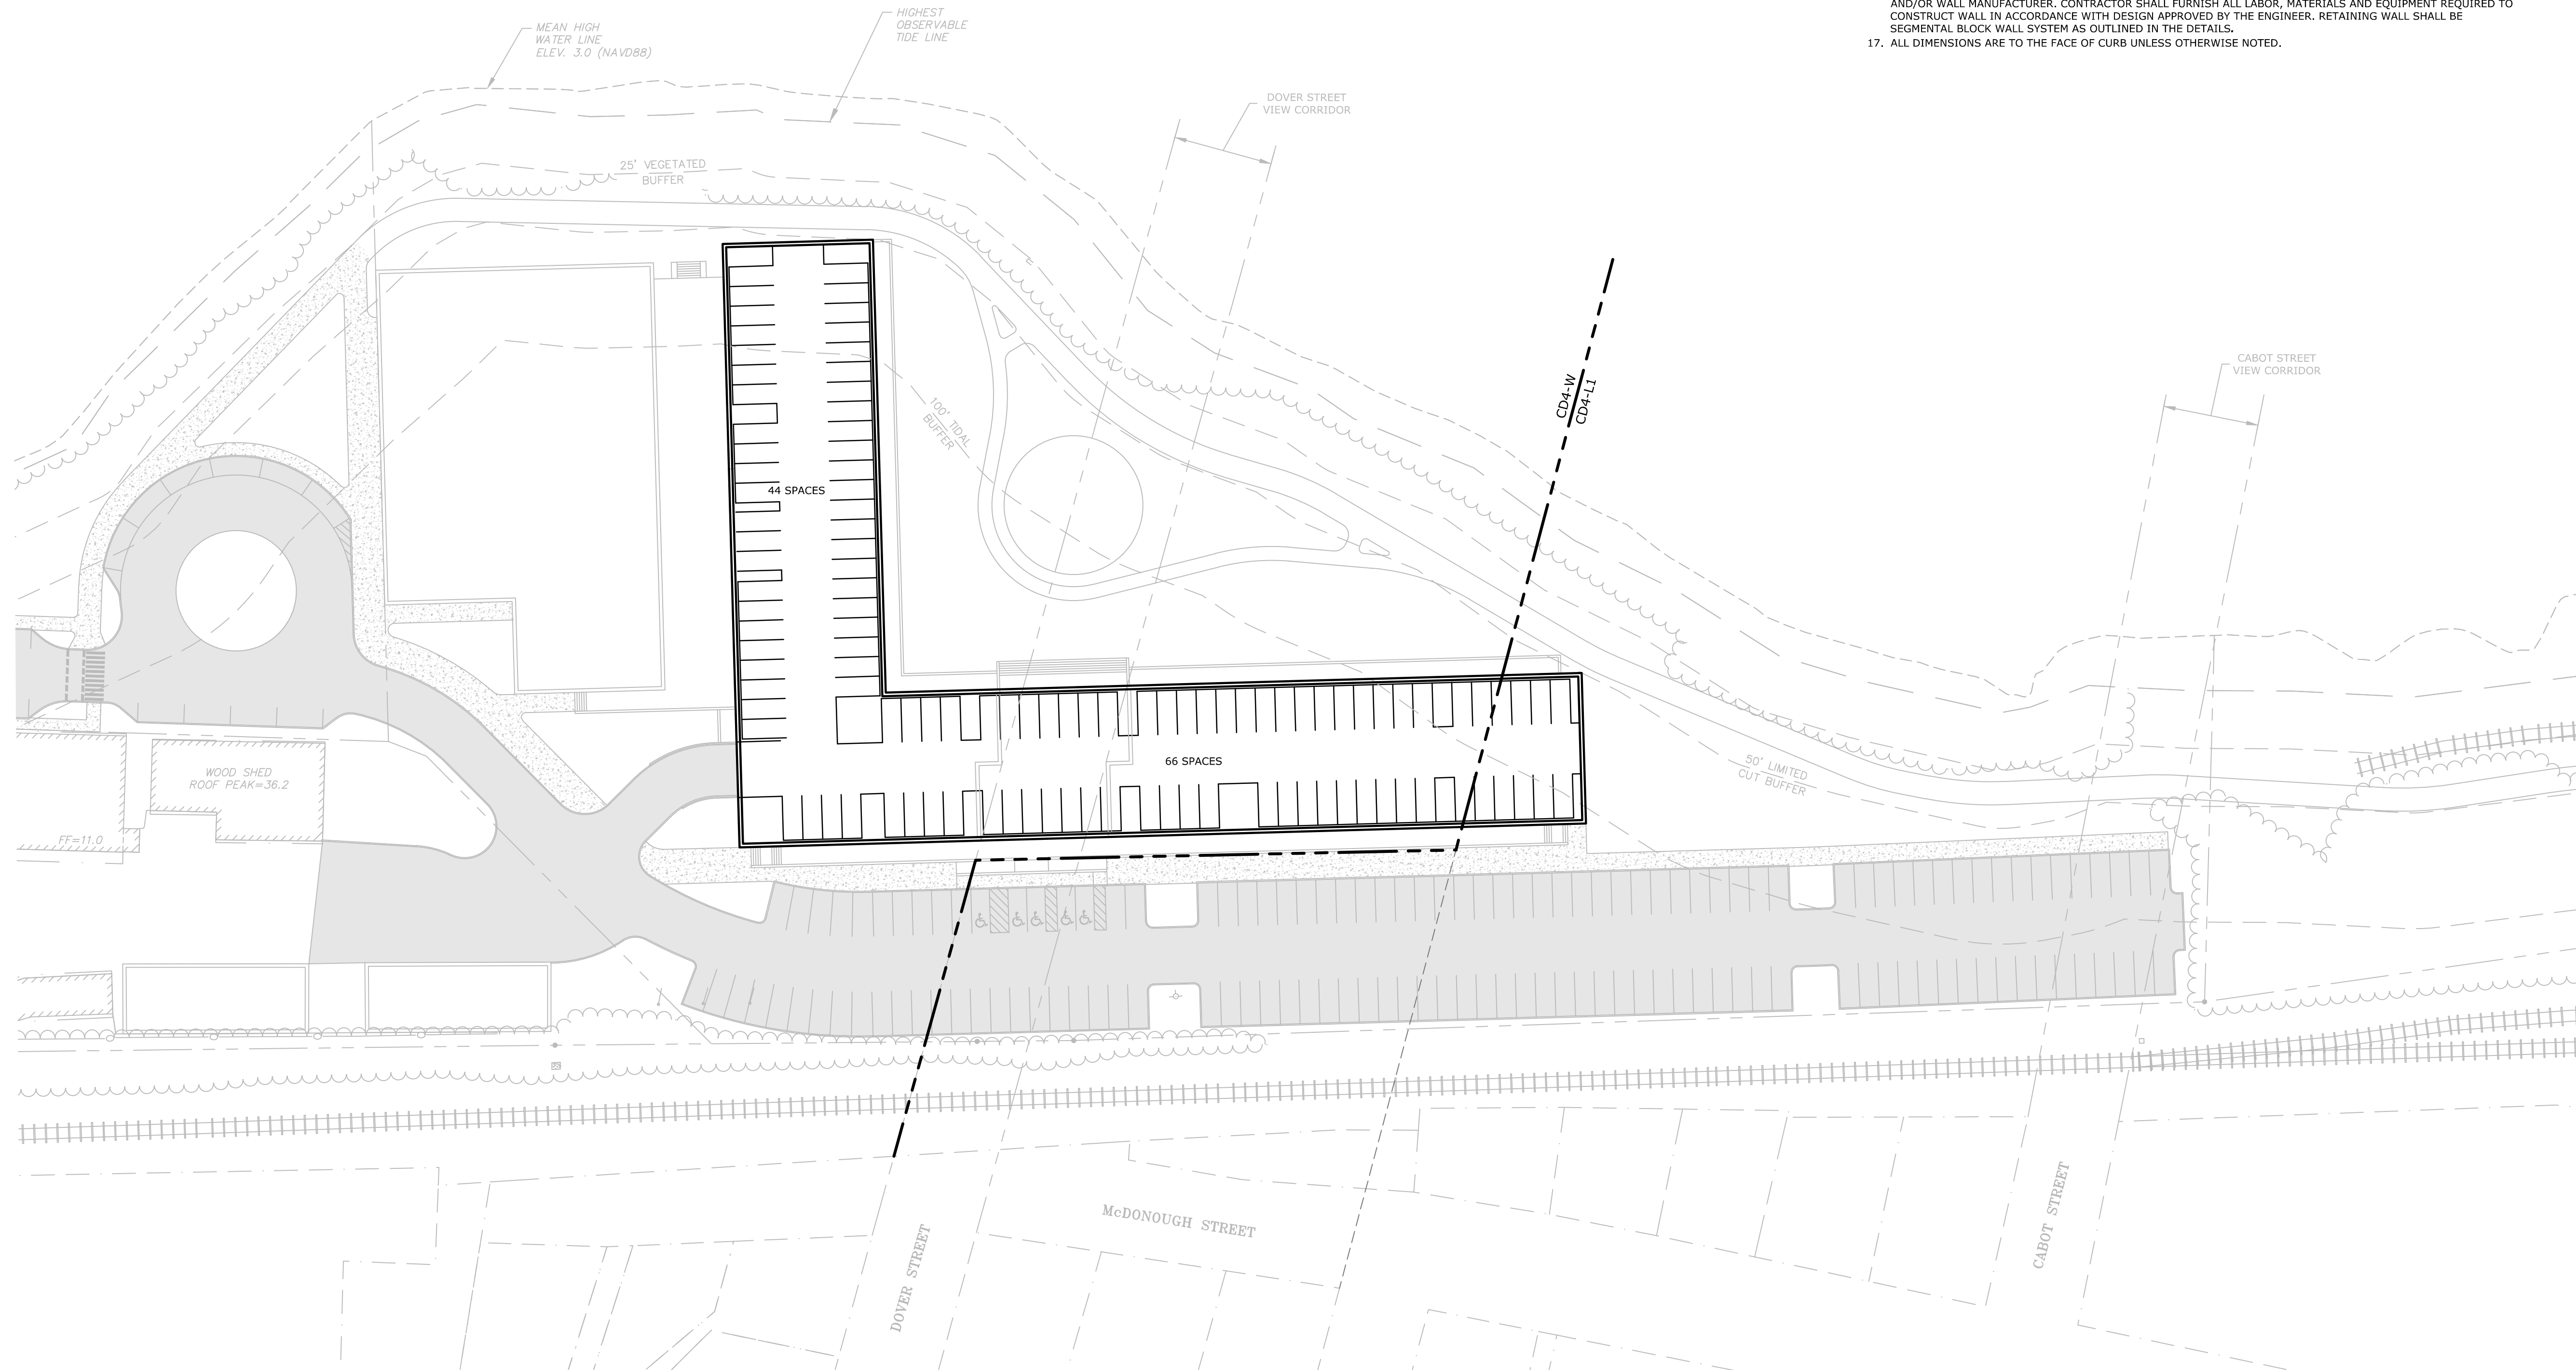 AND/OR WALL MANUFACTURER. CONTRACTOR SHALL FURNISH ALL LABOR, MATERIALS AND EQUIPMENT REQUIRED TO
CONSTRUCT WALL IN ACCORDANCE WITH DESIGN APPROVED BY THE ENGINEER. RETAINING WALL SHALL BE
SEGMENTAL BLOCK WALL SYSTEM AS OUTLINED IN THE DETAILS.
17. ALL DIMENSIONS ARE TO THE FACE OF CURB UNLESS OTHERWISE NOTED.
MEAN HIGH
WATER LINE
ELEV. 3.0 (NAVD88)
HIGHEST
OBSERVABLE
TIDE LINE
DOVER STREET
VIEW CORRIDOR
25' VEGETATED
BUFFER
CABOT STREET
VIEW CORRIDOR
CD4-W
CD4-L1
100' TIDAL
BUFFER
44 SPACES
66 SPACES
50' LIMITED
CUT BUFFER
WOOD SHED
ROOF PEAK=36.2
FF=11.0
McDONOUGH STREET
DOVER STREET
CABOT STREET